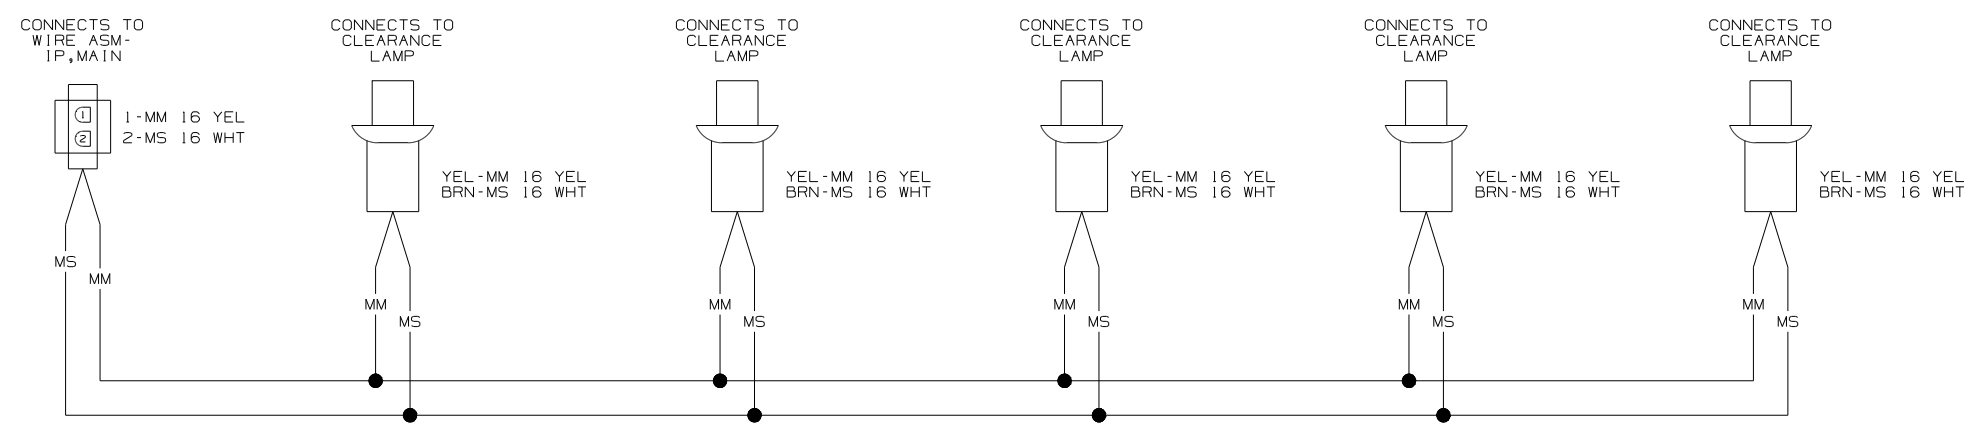 CONNECTS TO
WIRE ASM-
IP,MAIN
1
2
1-MM 16 YEL
2-MS 16 WHT
MS
MM
CONNECTS TO
CLEARANCE
LAMP
YEL-MM 16 YEL
BRN-MS 16 WHT
MM
MS
CONNECTS TO
CLEARANCE
LAMP
YEL-MM 16 YEL
BRN-MS 16 WHT
MM
MS
CONNECTS TO
CLEARANCE
LAMP
YEL-MM 16 YEL
BRN-MS 16 WHT
MM
MS
CONNECTS TO
CLEARANCE
LAMP
YEL-MM 16 YEL
BRN-MS 16 WHT
MM
MS
CONNECTS TO
CLEARANCE
LAMP
YEL-MM 16 YEL
BRN-MS 16 WHT
MM
MS